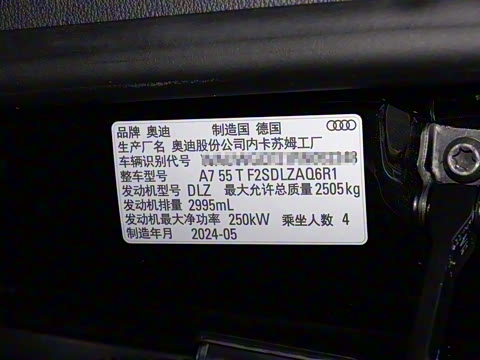 品牌 奥迪 制造国 德国
生产厂名 奥迪股份公司内卡苏姆工厂
车辆识别代号
整车型号 A7 55 T F2SDLZAQ6R1
发动机型号 DLZ 最大允许总质量 2505kg
发动机排量 2995mL
发动机最大净功率 250kW 乘坐人数 4
制造年月 2024-05